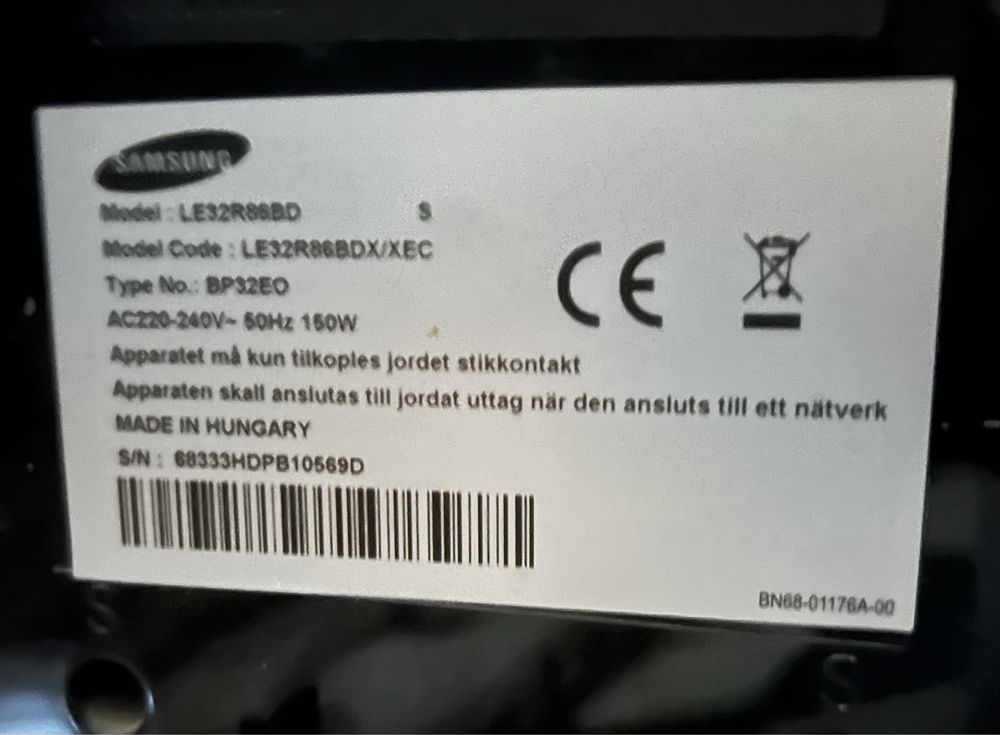 SAMSUNG
Model : LE32R86BD S
Model Code : LE32R86BDX/XEC
Type No.: BP32EO
AC220-240V~ 50Hz 150W
Apparatet må kun tilkoples jordet stikkontakt
Apparaten skall anslutas till jordat uttag när den ansluts till ett nätverk
MADE IN HUNGARY
S/N : 68333HDPB10569D
CE
BN68-01176A-00
S
S